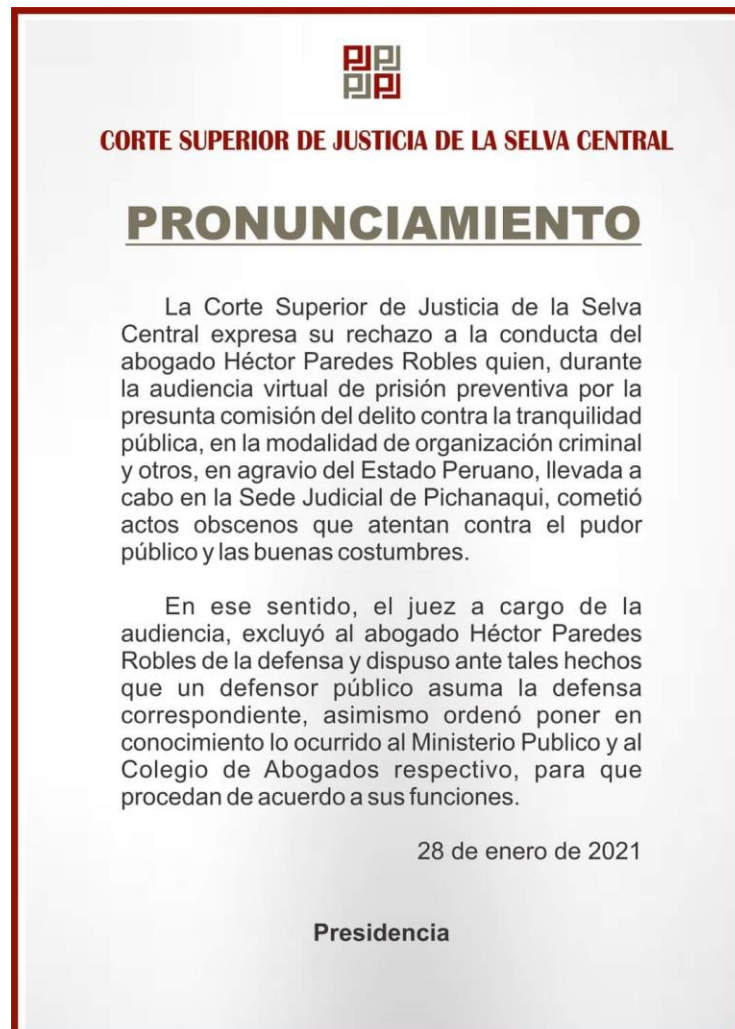 PJ PJ
PJ PJ
CORTE SUPERIOR DE JUSTICIA DE LA SELVA CENTRAL
PRONUNCIAMIENTO
La Corte Superior de Justicia de la Selva
Central expresa su rechazo a la conducta del
abogado Héctor Paredes Robles quien, durante
la audiencia virtual de prisión preventiva por la
presunta comisión del delito contra la tranquilidad
pública, en la modalidad de organización criminal
y otros, en agravio del Estado Peruano, llevada a
cabo en la Sede Judicial de Pichanaqui, cometió
actos obscenos que atentan contra el pudor
público y las buenas costumbres.
En ese sentido, el juez a cargo de la
audiencia, excluyó al abogado Héctor Paredes
Robles de la defensa y dispuso ante tales hechos
que un defensor público asuma la defensa
correspondiente, asimismo ordenó poner en
conocimiento lo ocurrido al Ministerio Publico y al
Colegio de Abogados respectivo, para que
procedan de acuerdo a sus funciones.
28 de enero de 2021
Presidencia